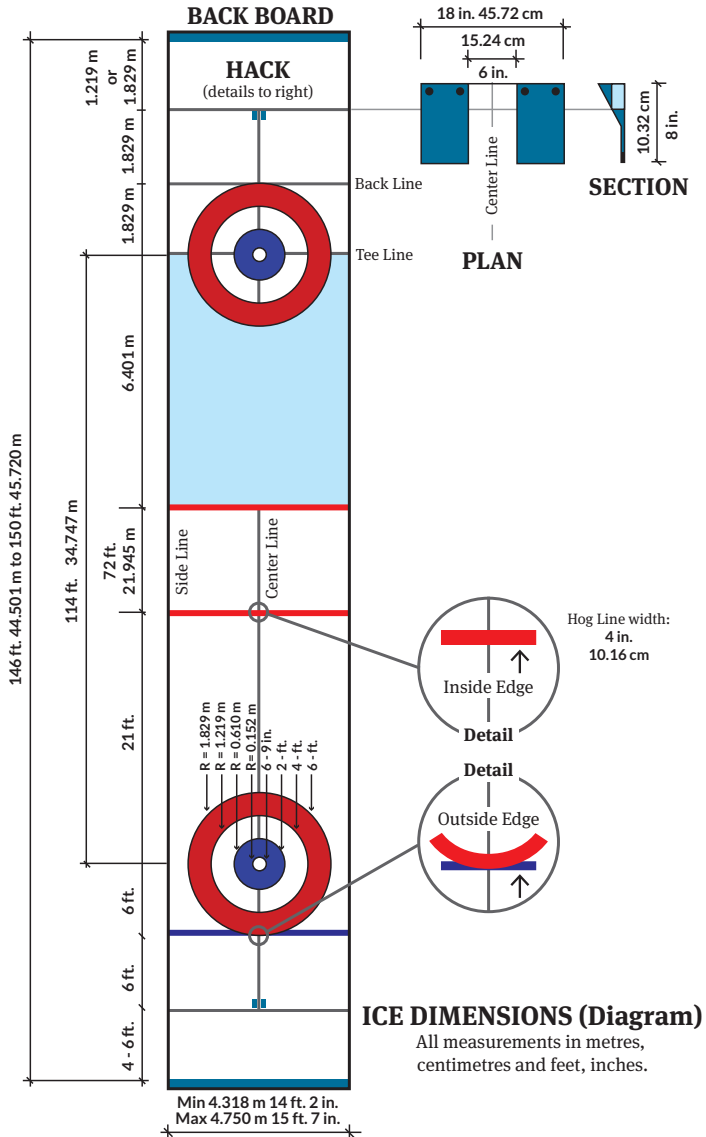 BACK BOARD
HACK
(details to right)
1.219 m
or
1.829 m
1.829 m
1.829 m
6.401 m
72 ft.
21.945 m
114 ft. 34.747 m
146 ft. 44.501 m to 150 ft. 45.720 m
21 ft.
6 ft.
6 ft.
4 - 6 ft.
Back Line
Tee Line
Side Line
Center Line
R = 1.829 m
R = 1.219 m
R = 0.610 m
R= 0.152 m
6 - 9 in.
2 - ft.
4 - ft.
6 - ft.
Min 4.318 m 14 ft. 2 in.
Max 4.750 m 15 ft. 7 in.
18 in. 45.72 cm
15.24 cm
6 in.
Center Line
10.32 cm
8 in.
SECTION
PLAN
Hog Line width:
4 in.
10.16 cm
Inside Edge
Detail
Detail
Outside Edge
ICE DIMENSIONS (Diagram)
All measurements in metres,
centimetres and feet, inches.